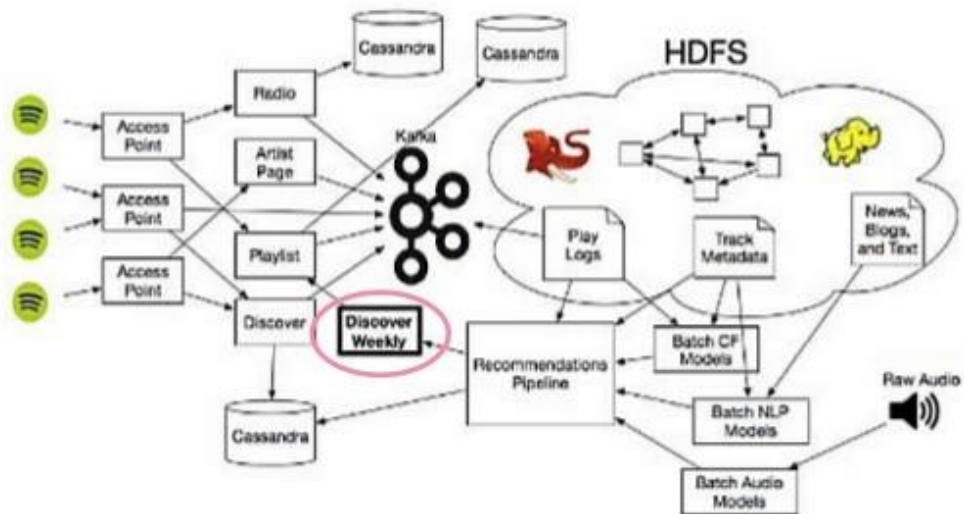 Cassandra
Cassandra
HDFS
Radio
Kafka
Access
Point
Artist
Page
Access
Point
Playlist
Play
Logs
Track
Metadata
News,
Blogs,
and Text
Access
Point
Discover
Discover
Weekly
Recommendations
Pipeline
Batch CF
Models
Raw Audio
Cassandra
Batch NLP
Models
Batch Audio
Models